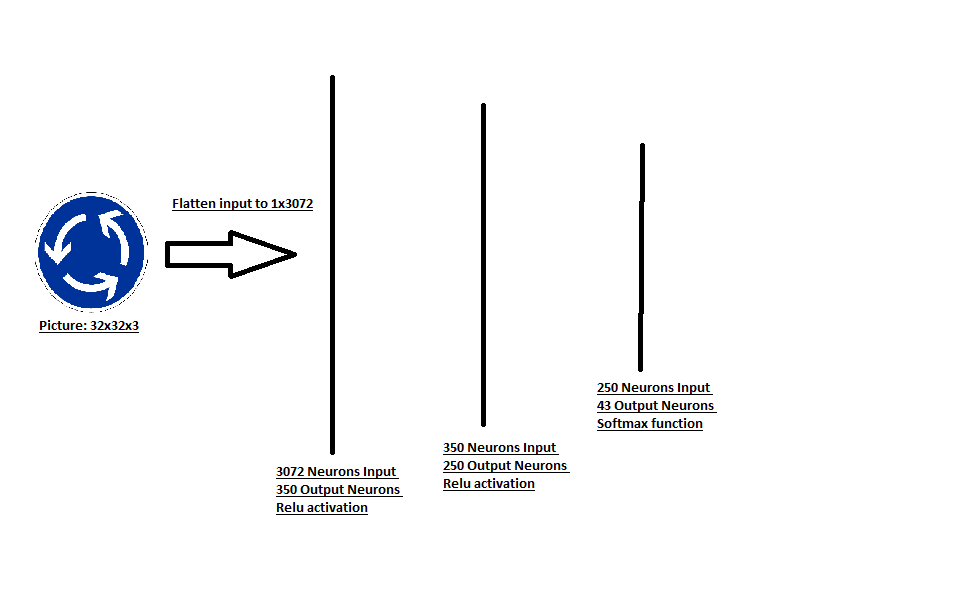 Flatten input to 1x3072
Picture: 32x32x3
3072 Neurons Input
350 Output Neurons
Relu activation
350 Neurons Input
250 Output Neurons
Relu activation
250 Neurons Input
43 Output Neurons
Softmax function